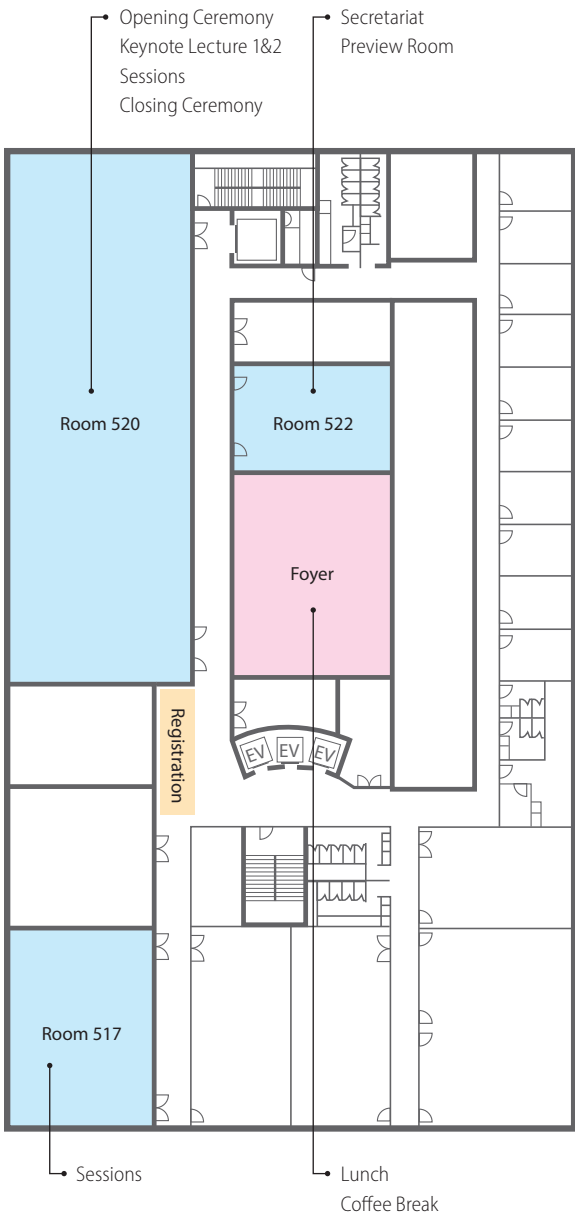 Opening Ceremony
Keynote Lecture 1&2
Sessions
Closing Ceremony
Secretariat
Preview Room
Room 520
Room 522
Foyer
Registration
EV
EV
EV
Room 517
Sessions
Lunch
Coffee Break